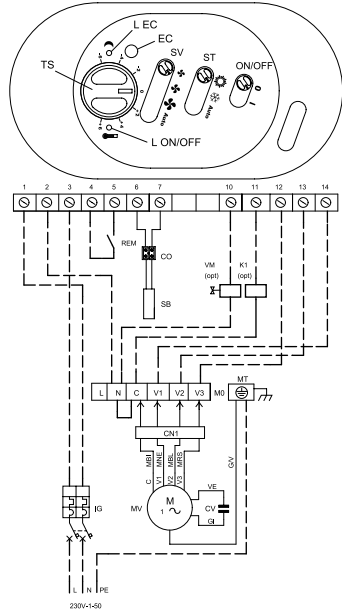 L EC
EC
TS
SV
ST
ON/OFF
Auto
Auto
O
I
L ON/OFF
1 2 3 4 5 6 7 10 11 12 13 14
REM
CO
VM
(opt)
K1
(opt)
SB
L N C V1 V2 V3
M0
MT
CN1
MBI
MNE
MBL
MRS
C
V1
V2
V3
G/V
MV
M
1
VE
CV
GI
IG
L N PE
230V-1-50